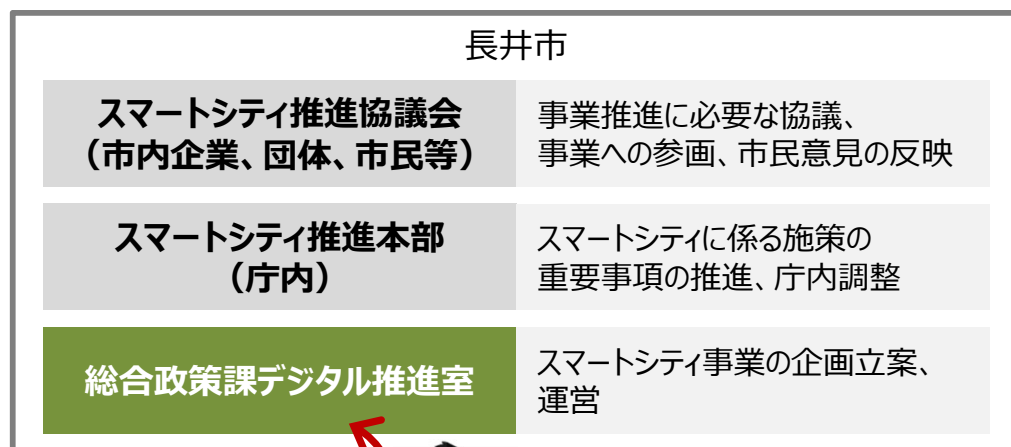 長井市
スマートシティ推進協議会
（市内企業、団体、市民等）
事業推進に必要な協議、
事業への参画、市民意見の反映
スマートシティ推進本部
（庁内）
スマートシティに係る施策の
重要事項の推進、庁内調整
総合政策課デジタル推進室
スマートシティ事業の企画立案、
運営